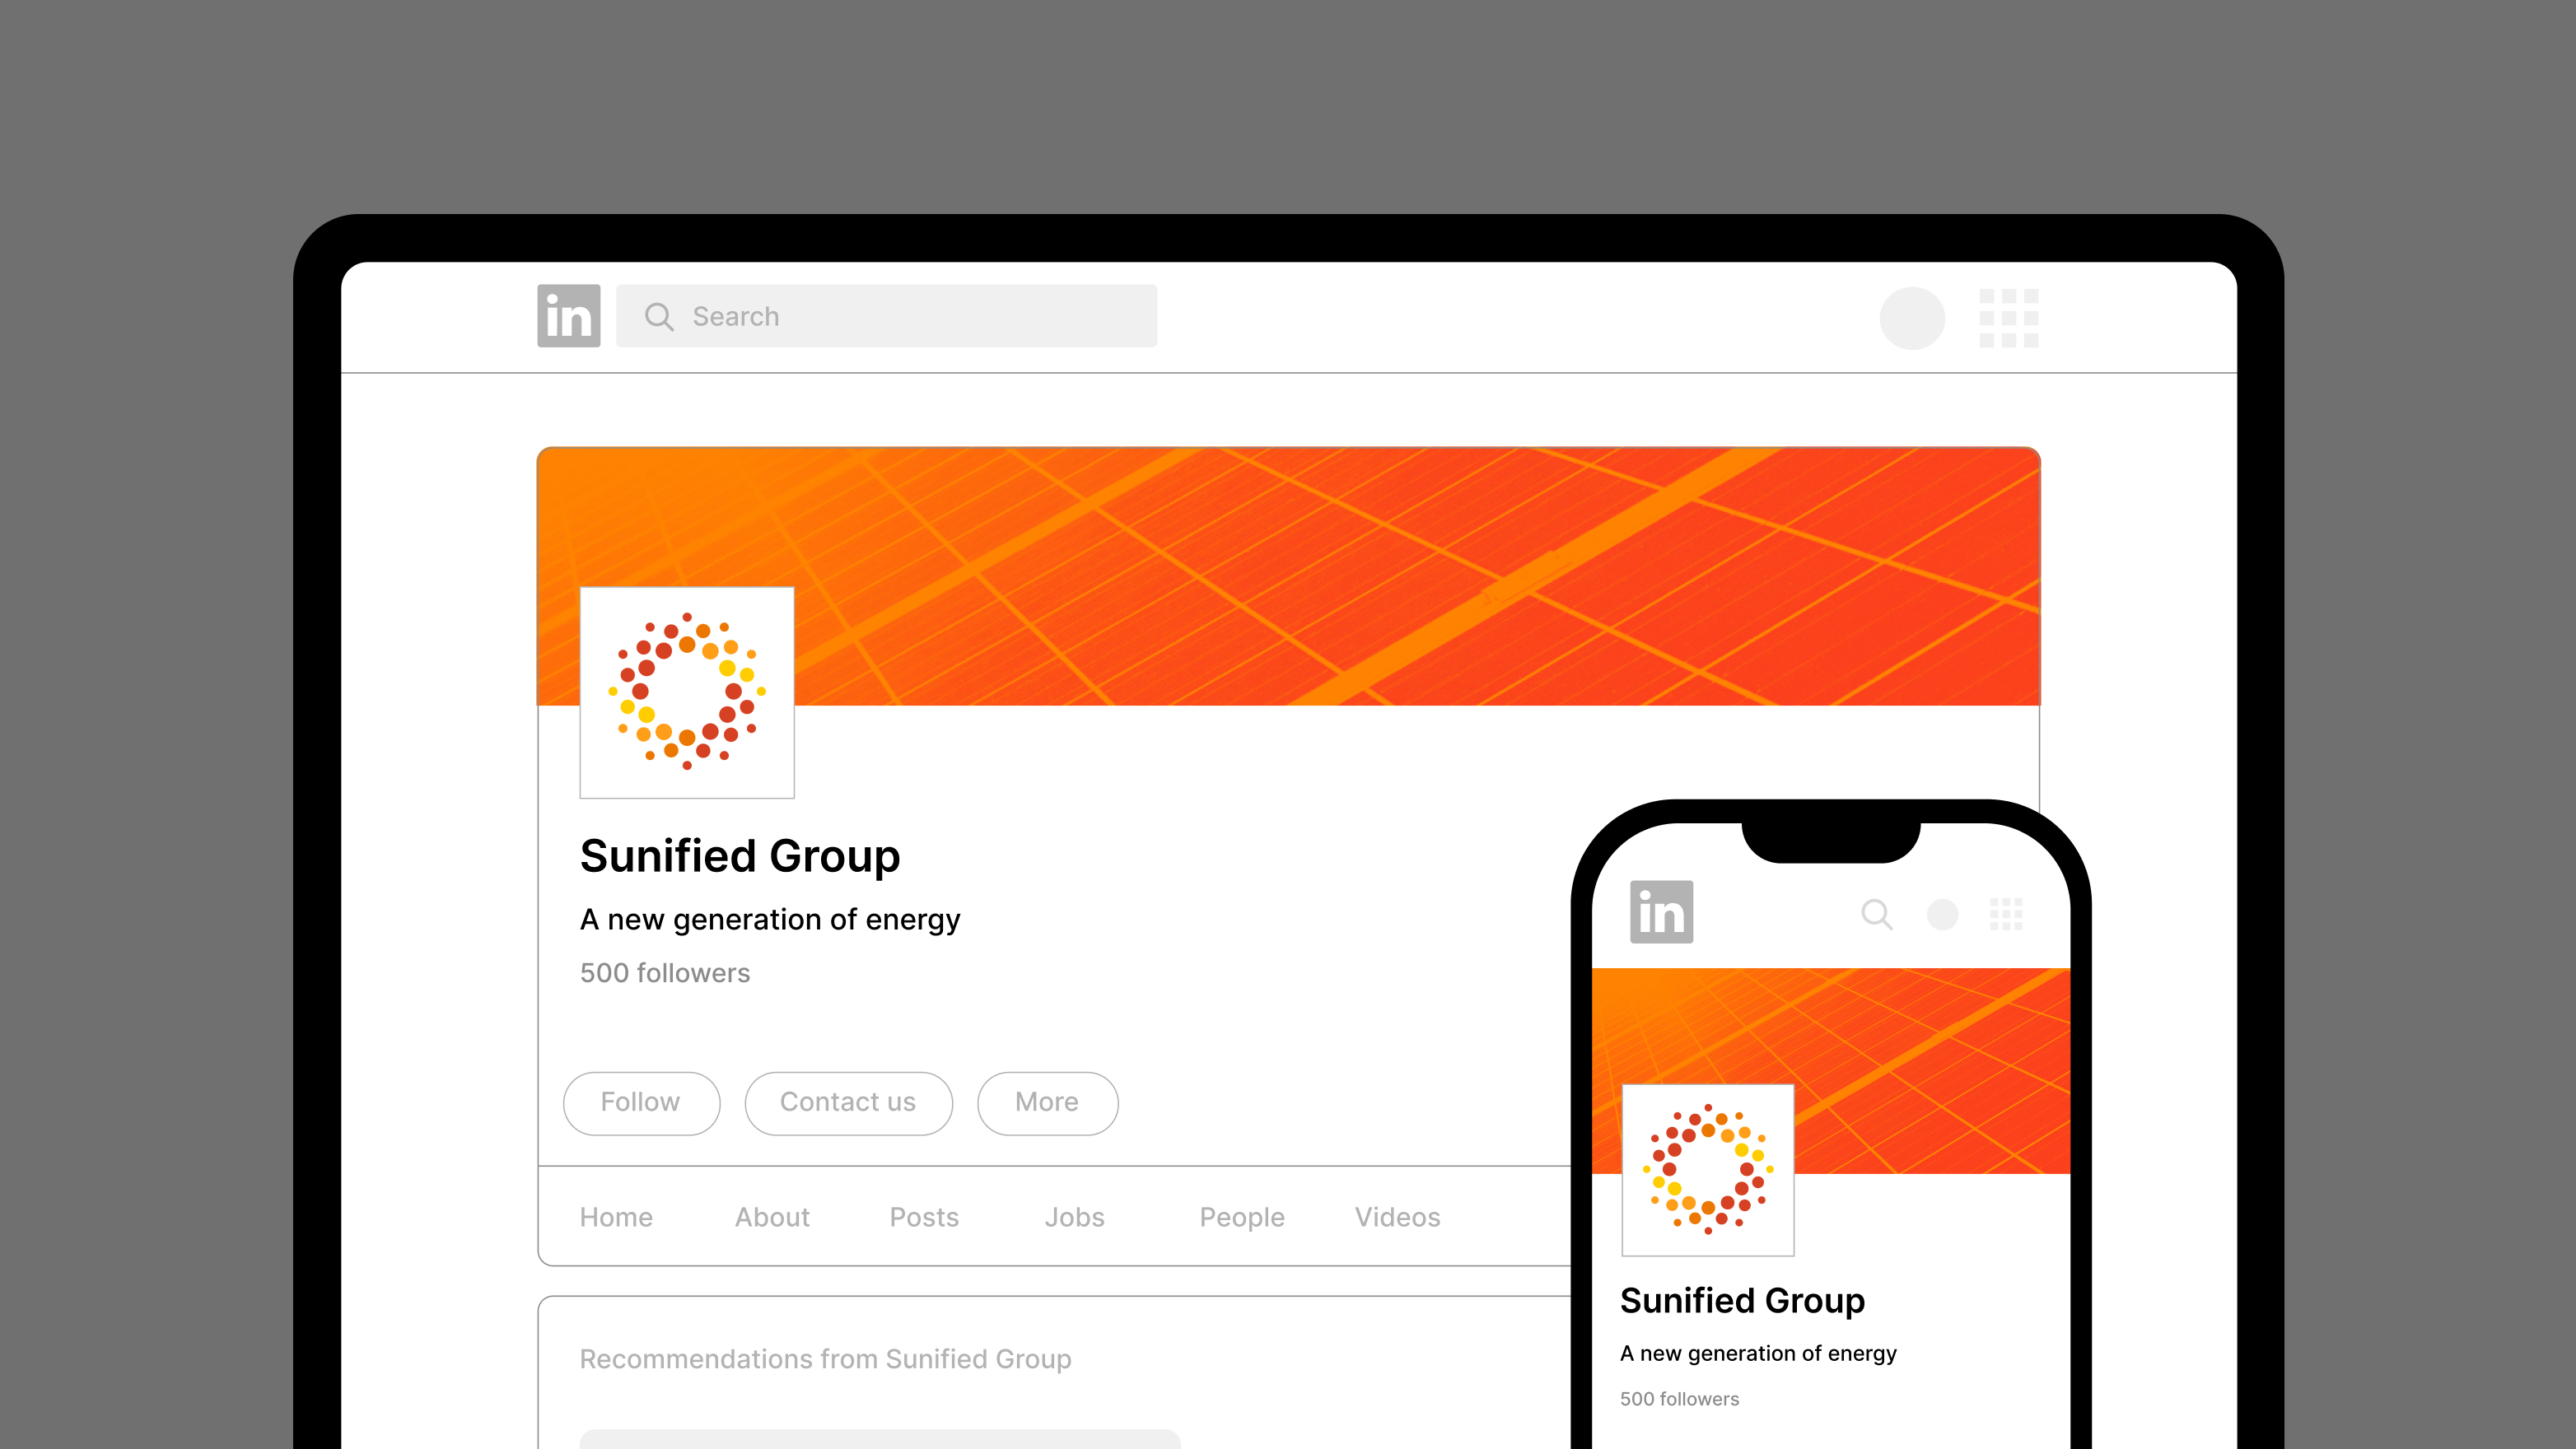 in
Search
Sunified Group
A new generation of energy
500 followers
Follow
Contact us
More
Home
About
Posts
Jobs
People
Videos
Recommendations from Sunified Group
in
Sunified Group
A new generation of energy
500 followers